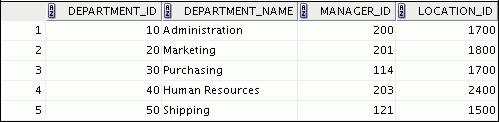 DEPARTMENT_ID DEPARTMENT_NAME MANAGER_ID LOCATION_ID
1 10 Administration 200 1700
2 20 Marketing 201 1800
3 30 Purchasing 114 1700
4 40 Human Resources 203 2400
5 50 Shipping 121 1500